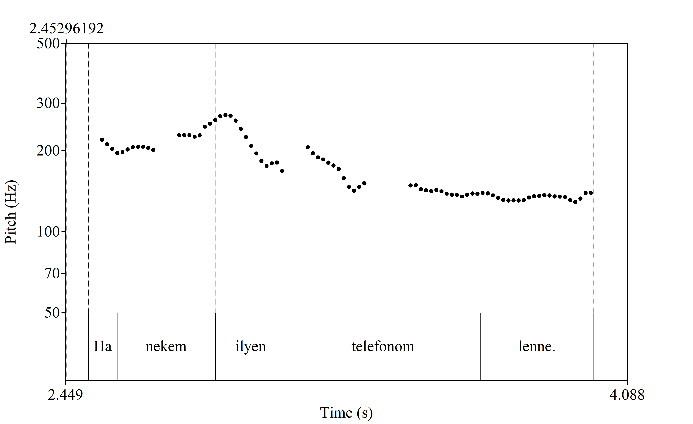 2.45296192
500
300
200
100
70
50
Pitch (Hz)
Ha nekem ilyen telefonom lenne.
2.449 4.088
Time (s)